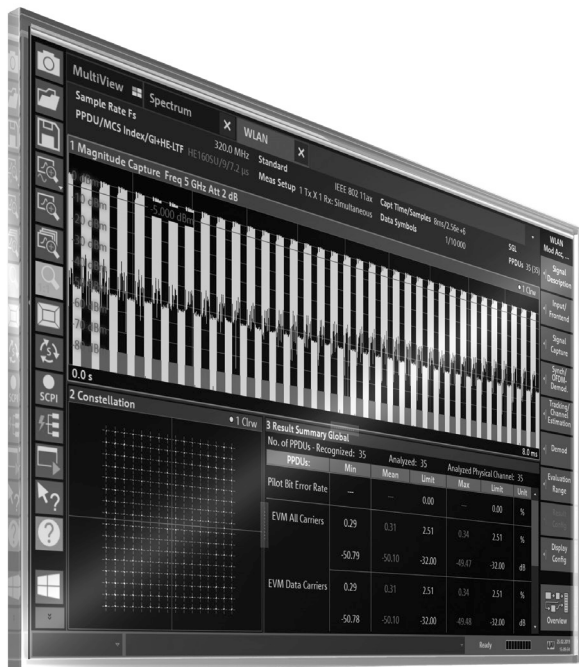 MultiView
Spectrum
X
WLAN
X
Sample Rate Fs
320.0 MHz
Standard
IEEE 802 11ax
Capt Time/Samples 8ms/2.56e+6
SGL
PPDU/MCS Index/GI+HE-LTF HE160SU/9/7.2 µs
Meas Setup 1 Tx X 1 Rx: Simultaneous
Data Symbols
1/10 000
PPDUs 35 (35)
1 Magnitude Capture Freq 5 GHz Att 2 dB
1 Clrw
-5.000 dBm
0.0 s
8.0 ms
2 Constellation
1 Clrw
3 Result Summary Global
No. of PPDUs - Recognized: 35
Analyzed: 35
Analyzed Physical Channel: 35
PPDUs:
Min
Mean
Limit
Max
Limit
Unit
Pilot Bit Error Rate
0.00
0.00
%
EVM All Carriers
0.29
0.31
2.51
0.34
2.51
%
-50.79
-50.10
-32.00
-49.47
-32.00
dB
EVM Data Carriers
0.29
0.31
2.51
0.34
2.51
%
-50.78
-50.10
-32.00
-49.48
-32.00
dB
SCPI
WLAN
Mod Acc, ...
Signal
Description
Input/
Frontend
Signal
Capture
Synch/
OFDM-
Demod.
Tracking/
Channel
Estimation
Demod
Evaluation
Range
Result
Config
Display
Config
Overview
Ready